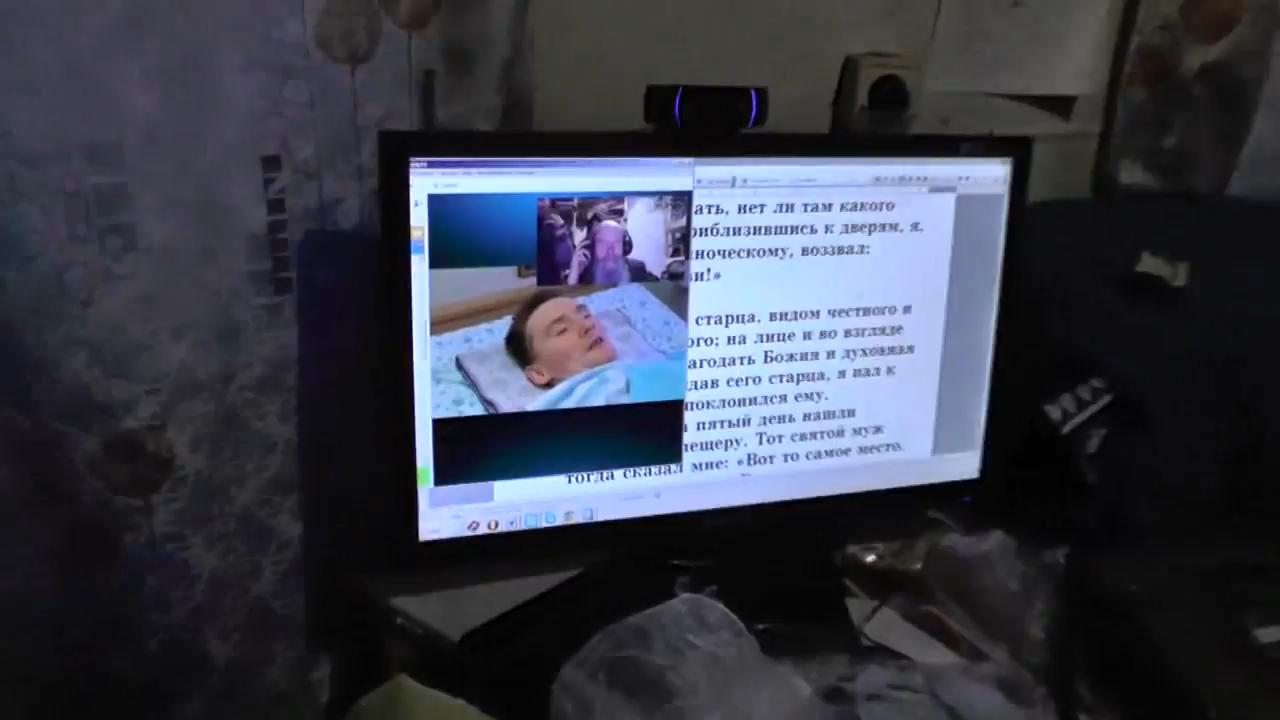 ать, нет ли там какого
риблизившись к дверям, я,
ноческому, воззвал:
и!»
старца, видом честного и
ого; на лице и во взгляде
агодать Божия и духовная
дав сего старца, я пал к
поклонился ему.
пятый день нашли
пещеру. Тот святой муж
тогда сказал мне: «Вот то самое место.